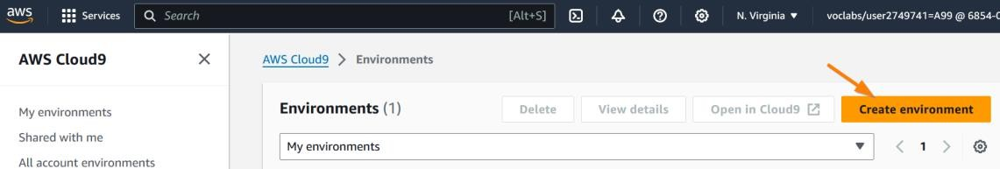 aws Services Search [Alt+S] N. Virginia voclabs/user2749741=A99 @ 6854-
AWS Cloud9
AWS Cloud9 > Environments
Environments (1) Delete View details Open in Cloud9 Create environment
My environments
Shared with me
All account environments
My environments < 1 >